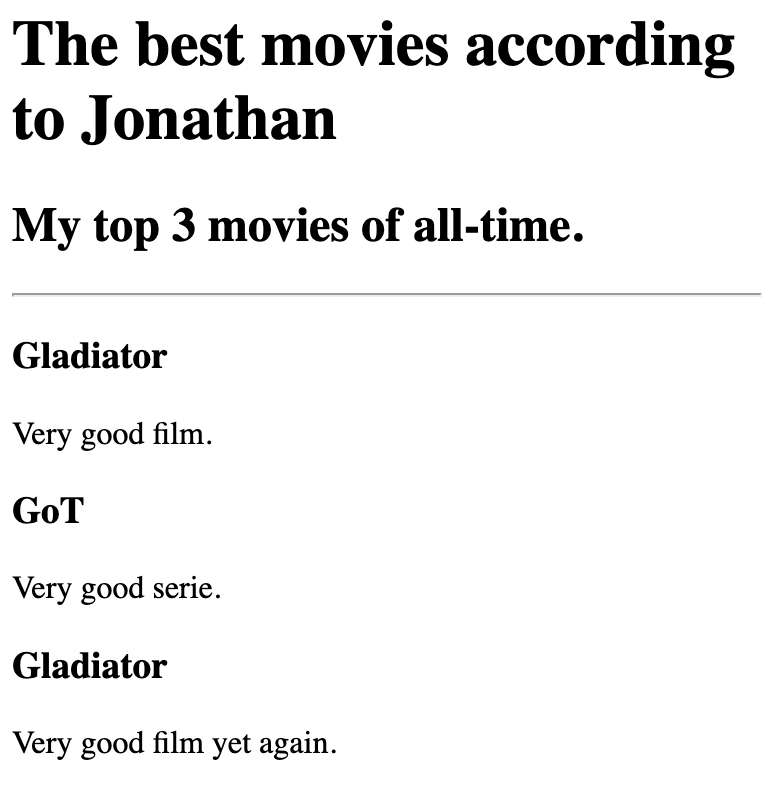 The best movies according
to Jonathan
My top 3 movies of all-time.
Gladiator
Very good film.
GoT
Very good serie.
Gladiator
Very good film yet again.